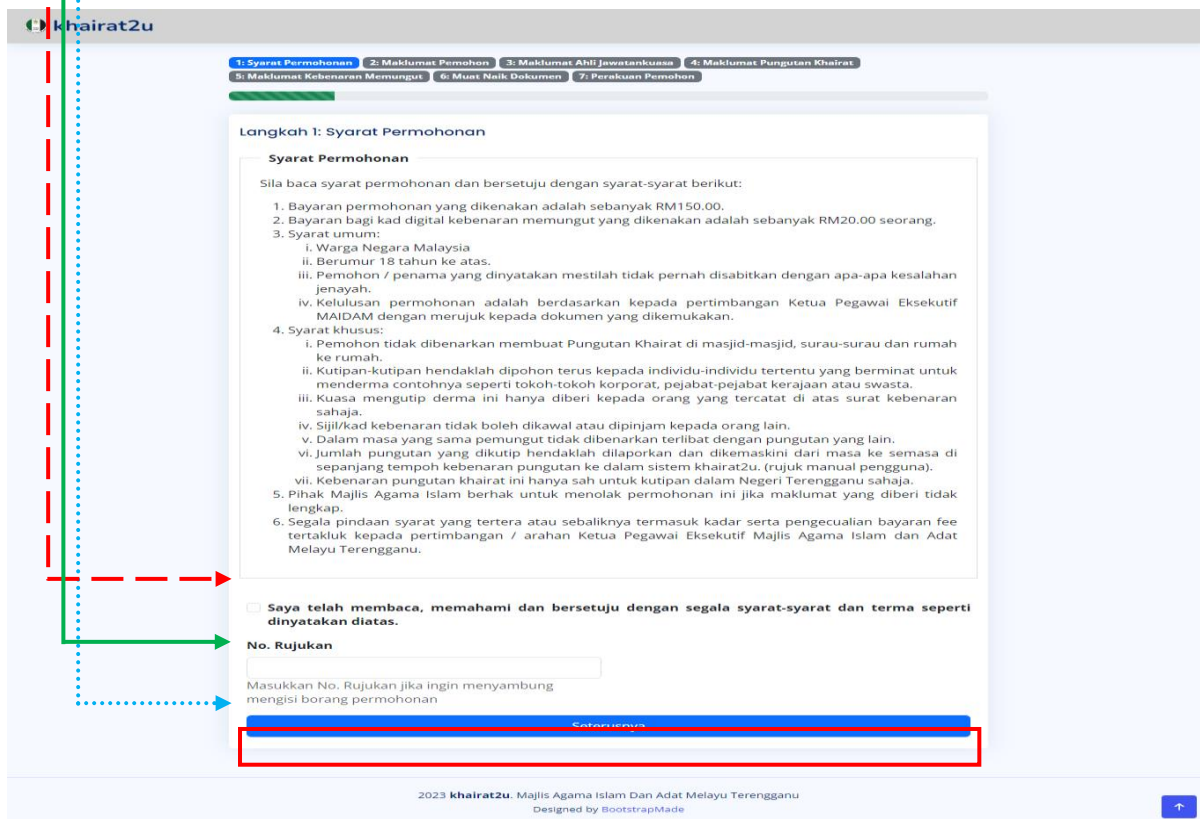 khairat2u
1: Syarat Permohonan 2: Maklumat Pemohon 3: Maklumat Ahli Jawatankuasa 4: Maklumat Pungutan Khairat
5: Maklumat Kebenaran Memungut 6: Muat Naik Dokumen 7: Perakuan Pemohon
Langkah 1: Syarat Permohonan
Syarat Permohonan
Sila baca syarat permohonan dan bersetuju dengan syarat-syarat berikut:
1. Bayaran permohonan yang dikenakan adalah sebanyak RM150.00.
2. Bayaran bagi kad digital kebenaran memungut yang dikenakan adalah sebanyak RM20.00 seorang.
3. Syarat umum:
i. Warga Negara Malaysia
ii. Berumur 18 tahun ke atas.
iii. Pemohon / penama yang dinyatakan mestilah tidak pernah disabitkan dengan apa-apa kesalahan
jenayah.
iv. Kelulusan permohonan adalah berdasarkan kepada pertimbangan Ketua Pegawai Eksekutif
MAIDAM dengan merujuk kepada dokumen yang dikemukakan.
4. Syarat khusus:
i. Pemohon tidak dibenarkan membuat Pungutan Khairat di masjid-masjid, surau-surau dan rumah
ke rumah.
ii. Kutipan-kutipan hendaklah dipohon terus kepada individu-individu tertentu yang berminat untuk
menderma contohnya seperti tokoh-tokoh korporat, pejabat-pejabat kerajaan atau swasta.
iii. Kuasa mengutip derma ini hanya diberi kepada orang yang tercatat di atas surat kebenaran
sahaja.
iv. Sijil/kad kebenaran tidak boleh dikawal atau dipinjam kepada orang lain.
v. Dalam masa yang sama pemungut tidak dibenarkan terlibat dengan pungutan yang lain.
vi. Jumlah pungutan yang dikutip hendaklah dilaporkan dan dikemaskini dari masa ke semasa di
sepanjang tempoh kebenaran pungutan ke dalam sistem khairat2u. (rujuk manual pengguna).
vii. Kebenaran pungutan khairat ini hanya sah untuk kutipan dalam Negeri Terengganu sahaja.
5. Pihak Majlis Agama Islam berhak untuk menolak permohonan ini jika maklumat yang diberi tidak
lengkap.
6. Segala pindaan syarat yang tertera atau sebaliknya termasuk kadar serta pengecualian bayaran fee
tertakluk kepada pertimbangan / arahan Ketua Pegawai Eksekutif Majlis Agama Islam dan Adat
Melayu Terengganu.
Saya telah membaca, memahami dan bersetuju dengan segala syarat-syarat dan terma seperti
dinyatakan diatas.
No. Rujukan
Masukkan No. Rujukan jika ingin menyambung
mengisi borang permohonan
Seterusnya
2023 khairat2u. Majlis Agama Islam Dan Adat Melayu Terengganu
Designed by BootstrapMade